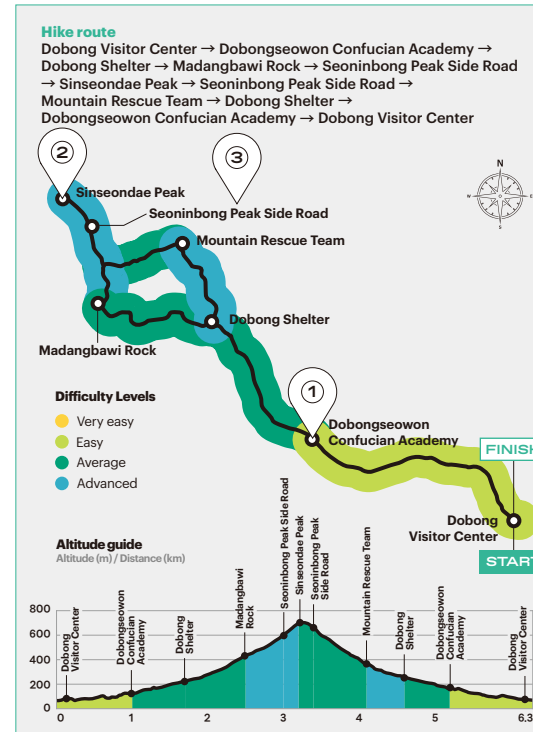 Hike route
Dobong Visitor Center → Dobongseowon Confucian Academy →
Dobong Shelter → Madangbawi Rock → Seoninbong Peak Side Road
→ Sinseondae Peak → Seoninbong Peak Side Road →
Mountain Rescue Team → Dobong Shelter →
Dobongseowon Confucian Academy → Dobong Visitor Center
②
③
N
W
E
S
Sinseondae Peak
Seoninbong Peak Side Road
Mountain Rescue Team
Dobong Shelter
Madangbawi Rock
①
Difficulty Levels
Very easy
Easy
Average
Advanced
Dobongseowon
Confucian Academy
FINISH
Dobong
Visitor Center
START
Altitude guide
Altitude (m) / Distance (km)
800
600
400
200
0
Dobong
Visitor Center
Dobongseowon
Confucian
Academy
Dobong
Shelter
Madangbawi
Rock
Seoninbong Peak Side Road
Sinseondae Peak
Seoninbong Peak
Side Road
Mountain Rescue Team
Dobong
Shelter
Dobongseowon
Confucian
Academy
Dobong
Visitor Center
0 1 2 3 4 5 6.3